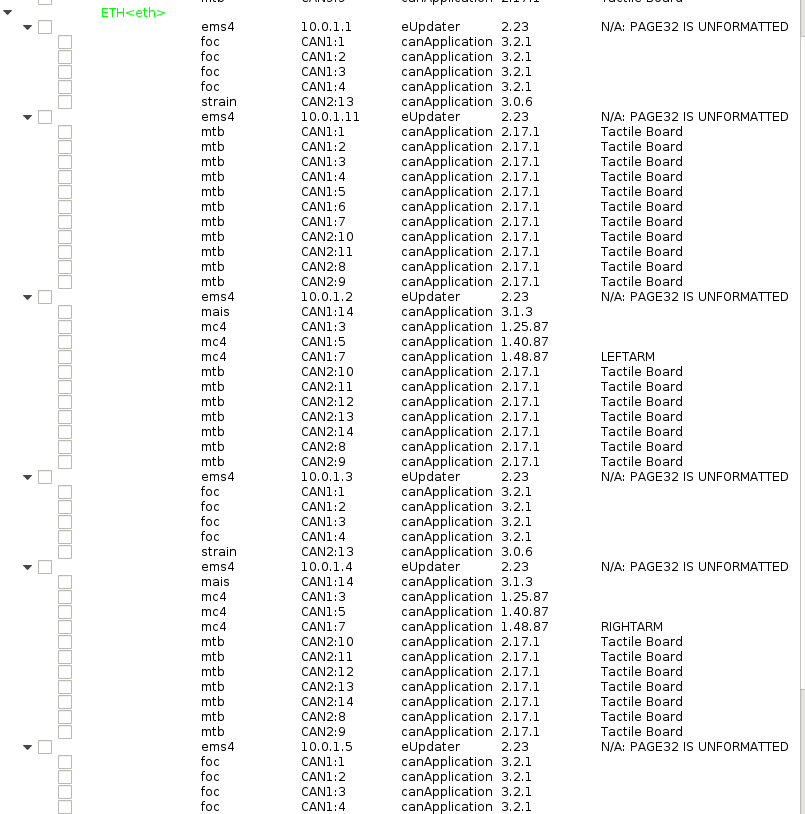 ETH<eth>
ems4 10.0.1.1 eUpdater 2.23 N/A: PAGE32 IS UNFORMATTED
foc CAN1:1 canApplication 3.2.1
foc CAN1:2 canApplication 3.2.1
foc CAN1:3 canApplication 3.2.1
foc CAN1:4 canApplication 3.2.1
strain CAN2:13 canApplication 3.0.6
ems4 10.0.1.11 eUpdater 2.23 N/A: PAGE32 IS UNFORMATTED
mtb CAN1:1 canApplication 2.17.1 Tactile Board
mtb CAN1:2 canApplication 2.17.1 Tactile Board
mtb CAN1:3 canApplication 2.17.1 Tactile Board
mtb CAN1:4 canApplication 2.17.1 Tactile Board
mtb CAN1:5 canApplication 2.17.1 Tactile Board
mtb CAN1:6 canApplication 2.17.1 Tactile Board
mtb CAN1:7 canApplication 2.17.1 Tactile Board
mtb CAN2:10 canApplication 2.17.1 Tactile Board
mtb CAN2:11 canApplication 2.17.1 Tactile Board
mtb CAN2:8 canApplication 2.17.1 Tactile Board
mtb CAN2:9 canApplication 2.17.1 Tactile Board
ems4 10.0.1.2 eUpdater 2.23 N/A: PAGE32 IS UNFORMATTED
mais CAN1:14 canApplication 3.1.3
mc4 CAN1:3 canApplication 1.25.87
mc4 CAN1:5 canApplication 1.40.87
mc4 CAN1:7 canApplication 1.48.87 LEFTARM
mtb CAN2:10 canApplication 2.17.1 Tactile Board
mtb CAN2:11 canApplication 2.17.1 Tactile Board
mtb CAN2:12 canApplication 2.17.1 Tactile Board
mtb CAN2:13 canApplication 2.17.1 Tactile Board
mtb CAN2:14 canApplication 2.17.1 Tactile Board
mtb CAN2:8 canApplication 2.17.1 Tactile Board
mtb CAN2:9 canApplication 2.17.1 Tactile Board
ems4 10.0.1.3 eUpdater 2.23 N/A: PAGE32 IS UNFORMATTED
foc CAN1:1 canApplication 3.2.1
foc CAN1:2 canApplication 3.2.1
foc CAN1:3 canApplication 3.2.1
foc CAN1:4 canApplication 3.2.1
strain CAN2:13 canApplication 3.0.6
ems4 10.0.1.4 eUpdater 2.23 N/A: PAGE32 IS UNFORMATTED
mais CAN1:14 canApplication 3.1.3
mc4 CAN1:3 canApplication 1.25.87
mc4 CAN1:5 canApplication 1.40.87
mc4 CAN1:7 canApplication 1.48.87 RIGHTARM
mtb CAN2:10 canApplication 2.17.1 Tactile Board
mtb CAN2:11 canApplication 2.17.1 Tactile Board
mtb CAN2:12 canApplication 2.17.1 Tactile Board
mtb CAN2:13 canApplication 2.17.1 Tactile Board
mtb CAN2:14 canApplication 2.17.1 Tactile Board
mtb CAN2:8 canApplication 2.17.1 Tactile Board
mtb CAN2:9 canApplication 2.17.1 Tactile Board
ems4 10.0.1.5 eUpdater 2.23 N/A: PAGE32 IS UNFORMATTED
foc CAN1:1 canApplication 3.2.1
foc CAN1:2 canApplication 3.2.1
foc CAN1:3 canApplication 3.2.1
foc CAN1:4 canApplication 3.2.1